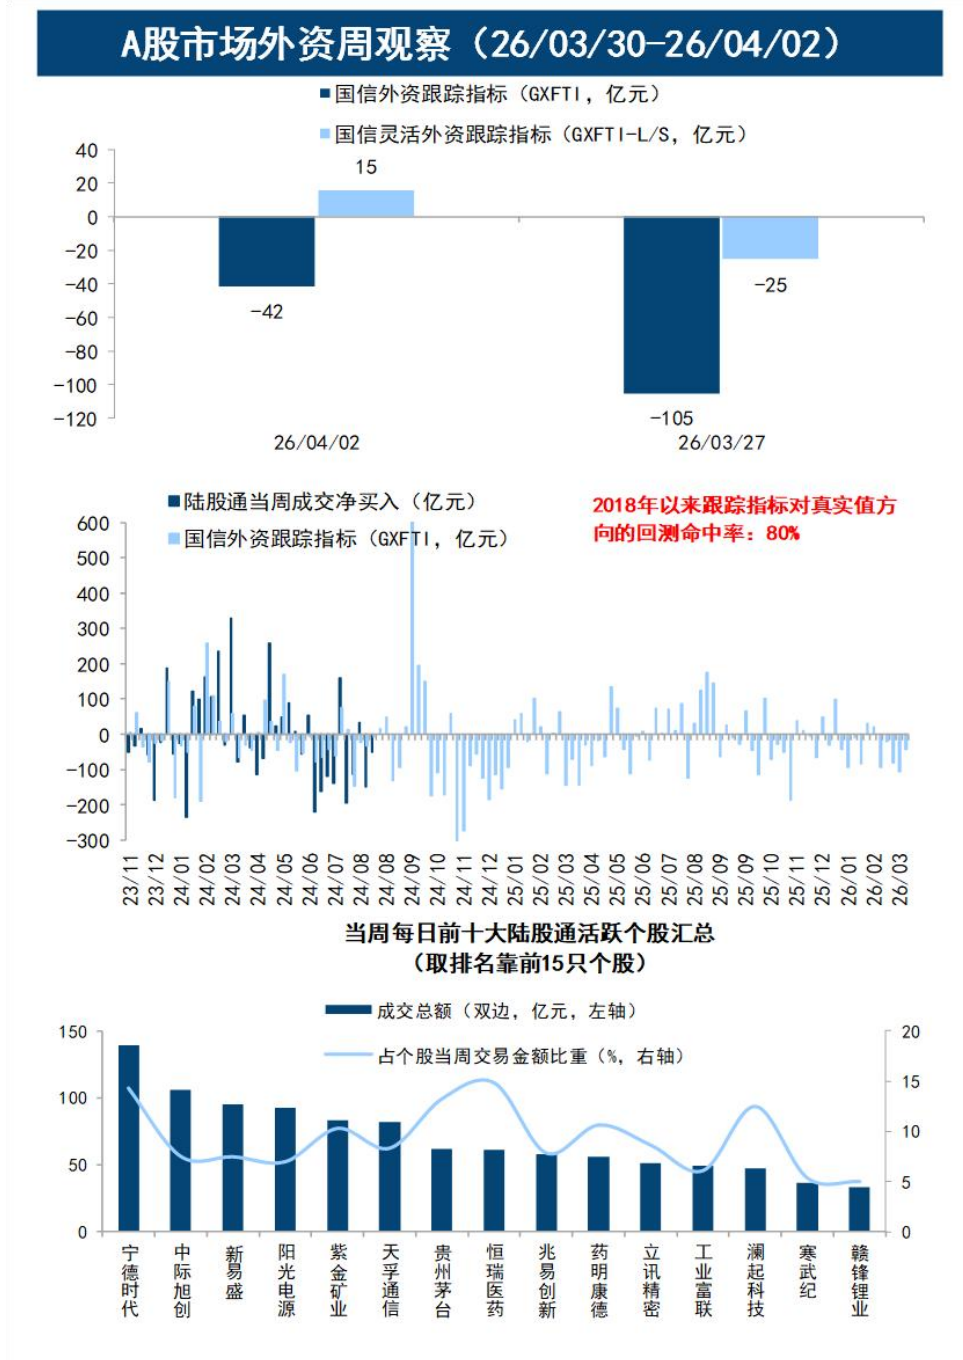 A股市场外资周观察（26/03/30-26/04/02）
国信外资跟踪指标（GXFTI，亿元）
国信灵活外资跟踪指标（GXFTI-L/S，亿元）
40
20
0
-20
-40
-60
-80
-100
-120
15
-42
-25
-105
26/04/02
26/03/27
陆股通当周成交净买入（亿元）
国信外资跟踪指标（GXFTI，亿元）
2018年以来跟踪指标对真实值方
向的回测命中率：80%
600
500
400
300
200
100
0
-100
-200
-300
23/11
23/12
24/01
24/02
24/03
24/04
24/05
24/06
24/07
24/08
24/09
24/10
24/11
24/12
25/01
25/02
25/03
25/04
25/05
25/06
25/07
25/08
25/09
25/09
25/10
25/11
25/12
26/01
26/02
26/03
当周每日前十大陆股通活跃个股汇总
（取排名靠前15只个股）
成交总额（双边，亿元，左轴）
占个股当周交易金额比重（%，右轴）
150
100
50
0
20
15
10
5
0
宁德时代
中际旭创
新易盛
阳光电源
紫金矿业
天孚通信
贵州茅台
恒瑞医药
兆易创新
药明康德
立讯精密
工业富联
澜起科技
寒武纪
赣锋锂业